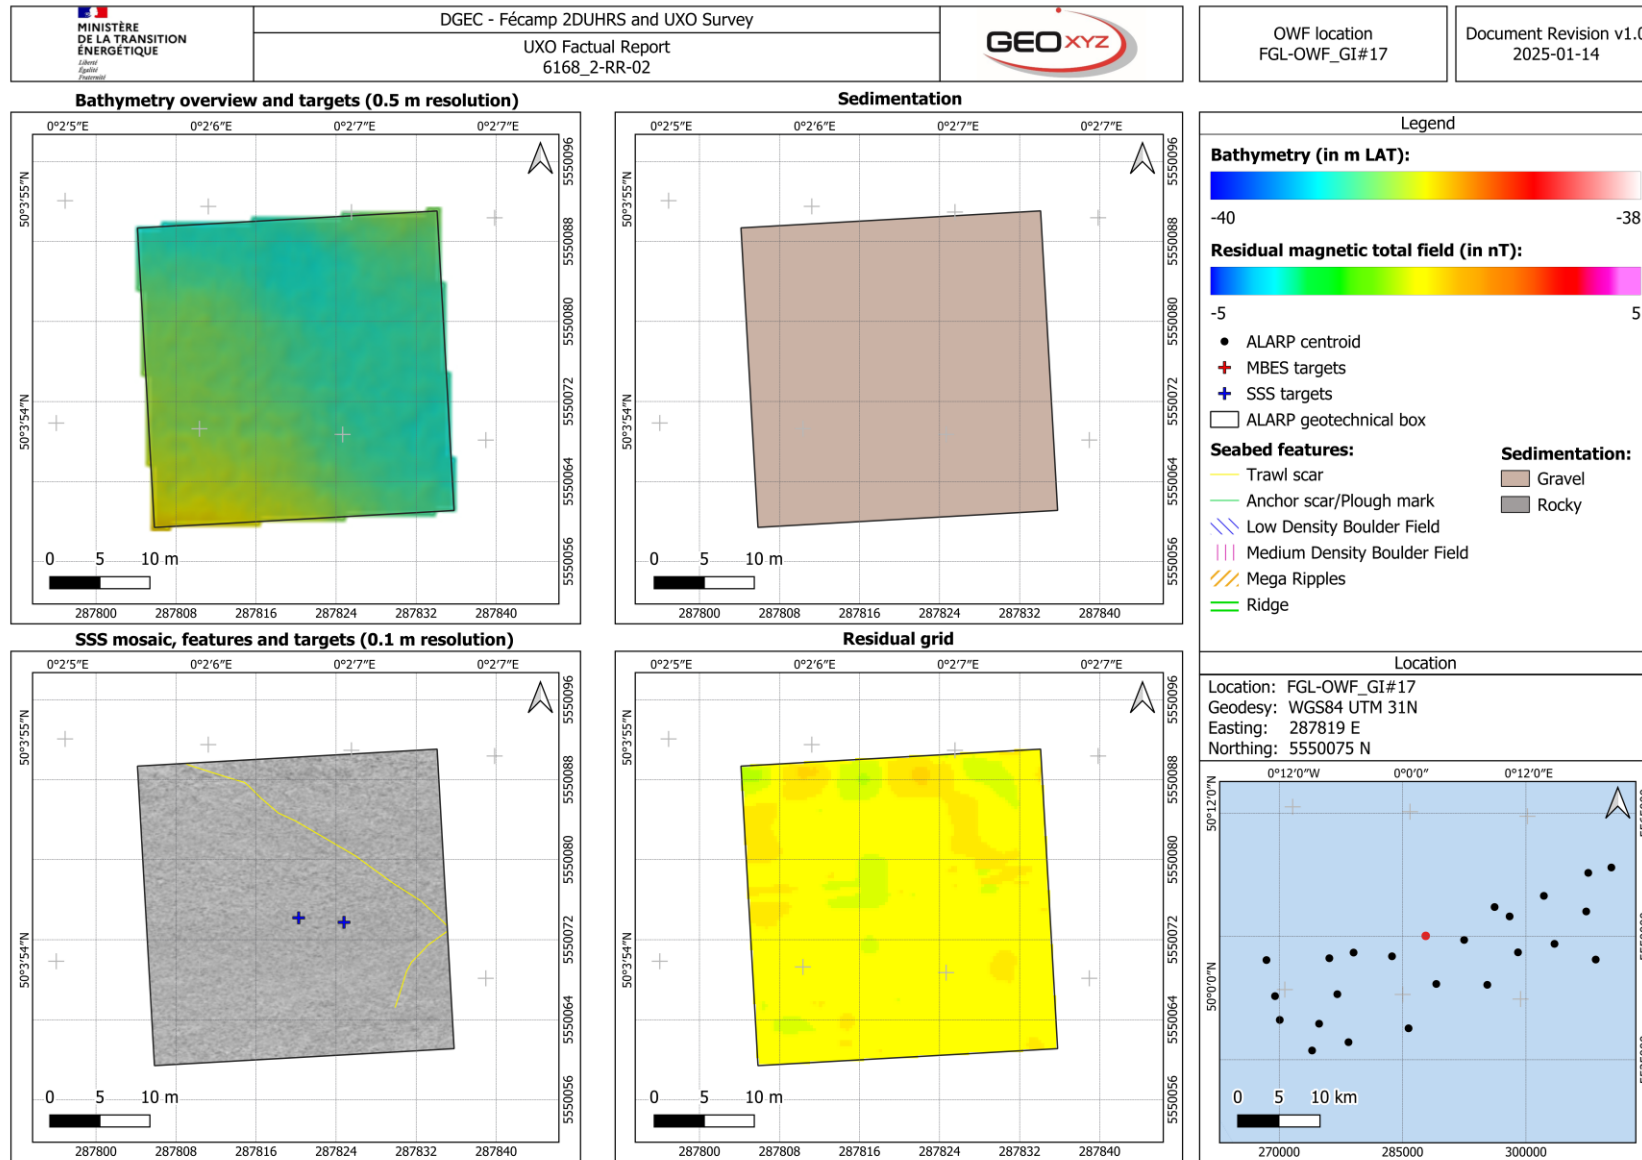 MINISTÈRE
DE LA TRANSITION
ÉNERGÉTIQUE
Liberté
Égalité
Fraternité
DGEC - Fécamp 2DUHRS and UXO Survey
UXO Factual Report
6168_2-RR-02
GEOXYZ
OWF location
FGL-OWF_GI#17
Document Revision v1.0
2025-01-14
Bathymetry overview and targets (0.5 m resolution)
0°2'5"E 0°2'6"E 0°2'7"E 0°2'7"E
50°3'55"N
50°3'54"N
5550096
5550088
5550080
5550072
5550064
5550056
0 5 10 m
287800 287808 287816 287824 287832 287840
Sedimentation
0°2'5"E 0°2'6"E 0°2'7"E 0°2'7"E
50°3'55"N
50°3'54"N
5550096
5550088
5550080
5550072
5550064
5550056
0 5 10 m
287800 287808 287816 287824 287832 287840
SSS mosaic, features and targets (0.1 m resolution)
0°2'5"E 0°2'6"E 0°2'7"E 0°2'7"E
50°3'55"N
50°3'54"N
5550096
5550088
5550080
5550072
5550064
5550056
0 5 10 m
287800 287808 287816 287824 287832 287840
Residual grid
0°2'5"E 0°2'6"E 0°2'7"E 0°2'7"E
50°3'55"N
50°3'54"N
5550096
5550088
5550080
5550072
5550064
5550056
0 5 10 m
287800 287808 287816 287824 287832 287840
Legend
Bathymetry (in m LAT):
-40 -38
Residual magnetic total field (in nT):
-5 5
ALARP centroid
MBES targets
SSS targets
ALARP geotechnical box
Seabed features:
Trawl scar
Anchor scar/Plough mark
Low Density Boulder Field
Medium Density Boulder Field
Mega Ripples
Ridge
Sedimentation:
Gravel
Rocky
Location
Location: FGL-OWF_GI#17
Geodesy: WGS84 UTM 31N
Easting: 287819 E
Northing: 5550075 N
0°12'0"W 0°0'0" 0°12'0"E
50°12'0"N
50°0'0"N
0 5 10 km
270000 285000 300000